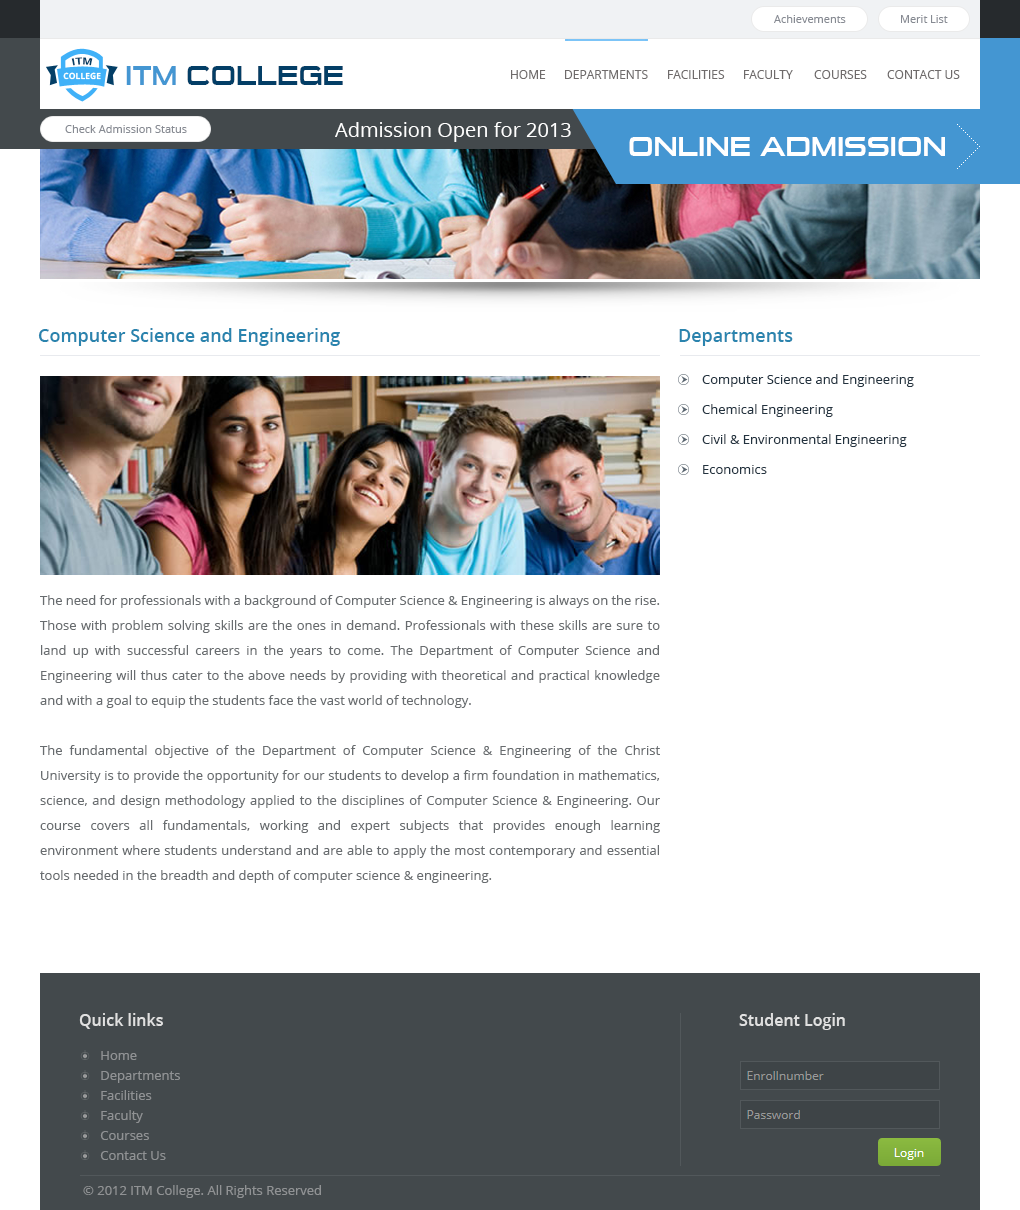 Achievements
Merit List
ITM
COLLEGE
ITM COLLEGE
HOME
DEPARTMENTS
FACILITIES
FACULTY
COURSES
CONTACT US
Check Admission Status
Admission Open for 2013
ONLINE ADMISSION
Computer Science and Engineering
The need for professionals with a background of Computer Science & Engineering is always on the rise.
Those with problem solving skills are the ones in demand. Professionals with these skills are sure to
land up with successful careers in the years to come. The Department of Computer Science and
Engineering will thus cater to the above needs by providing with theoretical and practical knowledge
and with a goal to equip the students face the vast world of technology.
The fundamental objective of the Department of Computer Science & Engineering of the Christ
University is to provide the opportunity for our students to develop a firm foundation in mathematics,
science, and design methodology applied to the disciplines of Computer Science & Engineering. Our
course covers all fundamentals, working and expert subjects that provides enough learning
environment where students understand and are able to apply the most contemporary and essential
tools needed in the breadth and depth of computer science & engineering.
Departments
Computer Science and Engineering
Chemical Engineering
Civil & Environmental Engineering
Economics
Quick links
Home
Departments
Facilities
Faculty
Courses
Contact Us
Student Login
Enrollnumber
Password
Login
© 2012 ITM College. All Rights Reserved